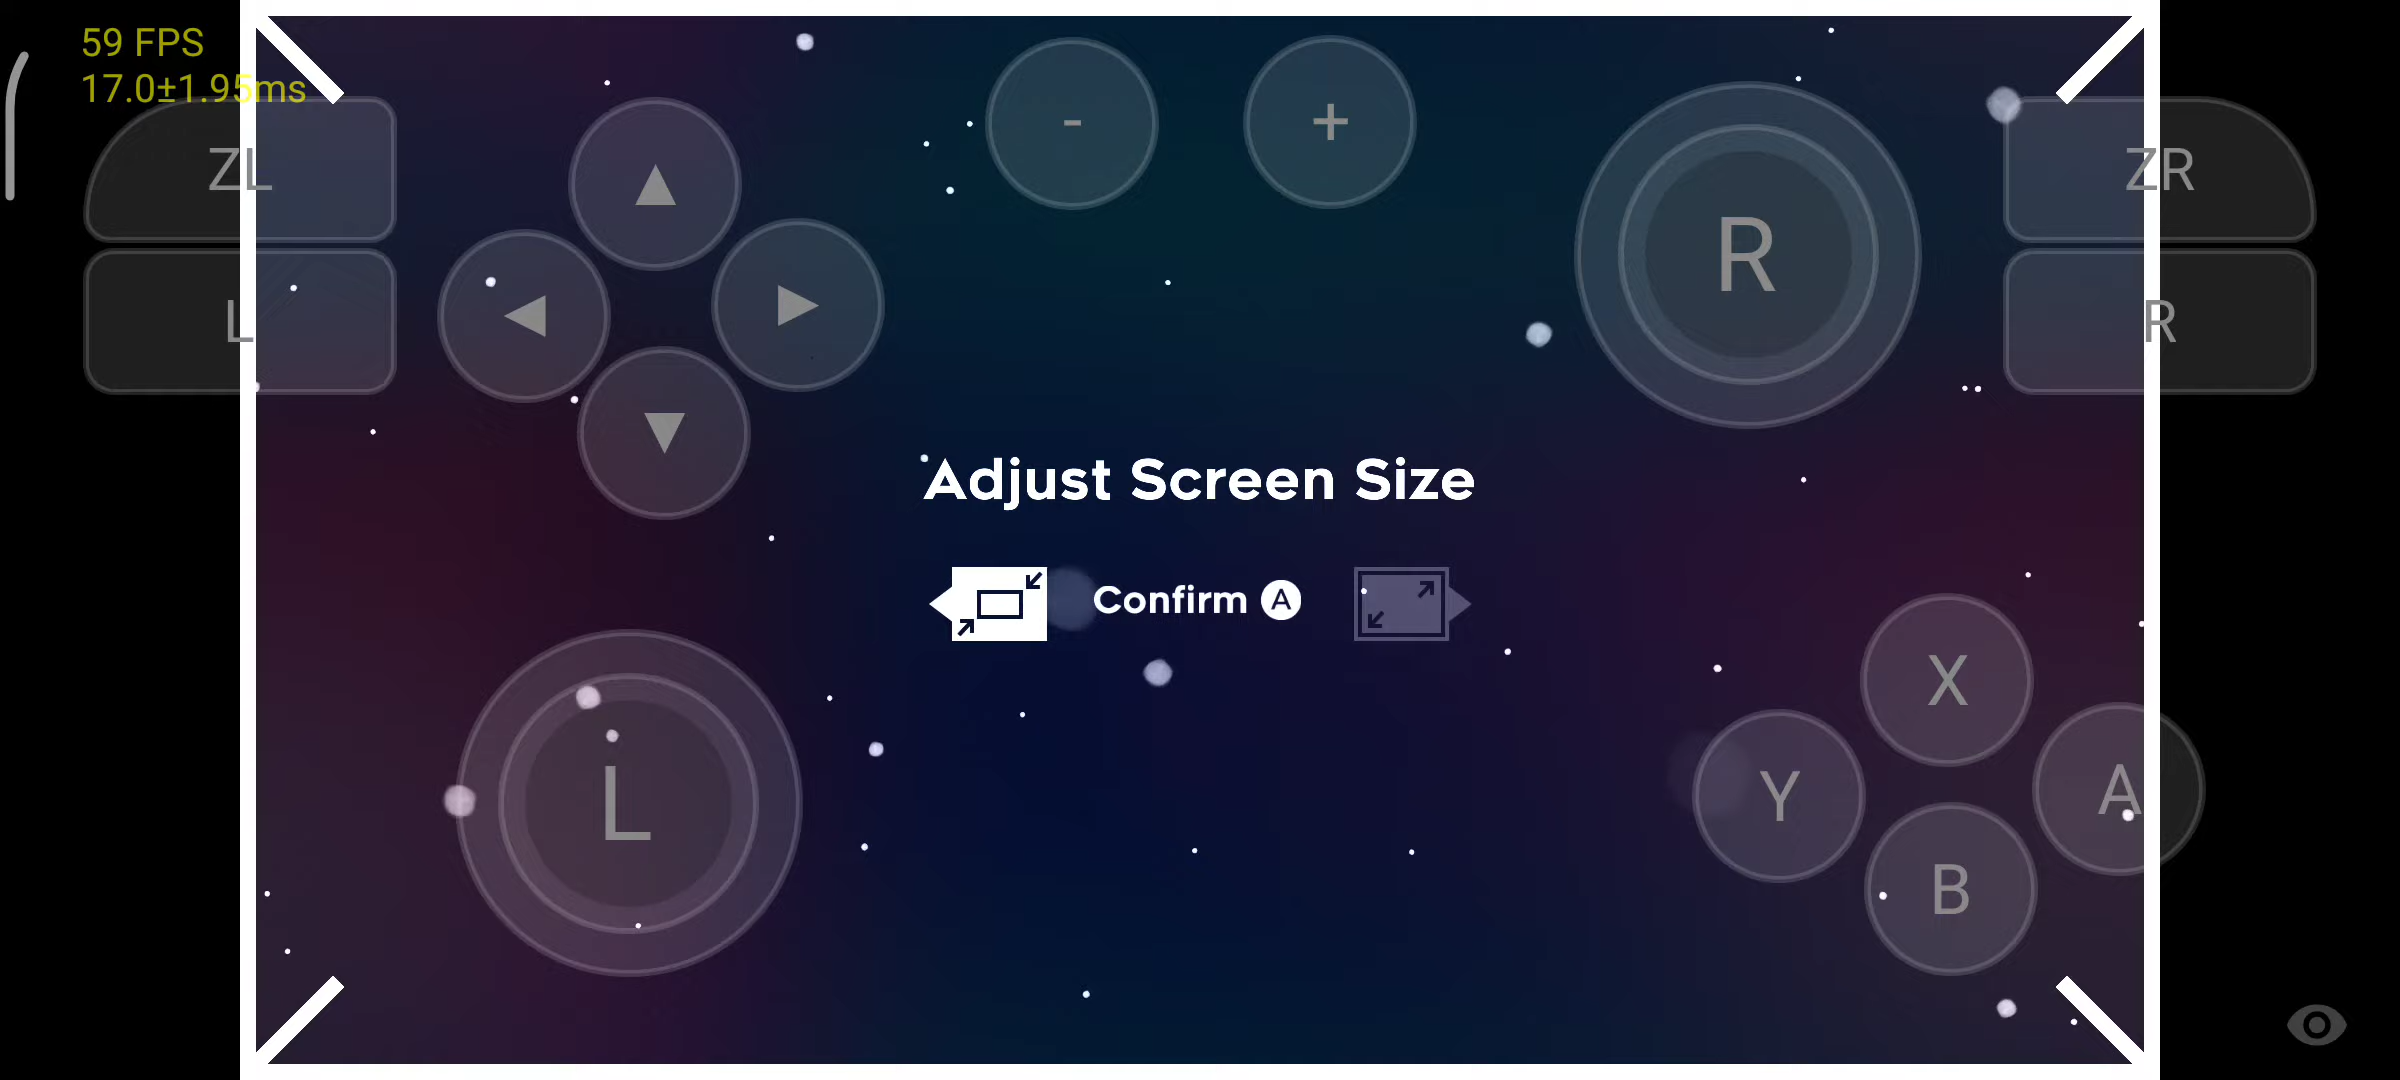 59 FPS
17.0±1.95ms
ZL
L
-
+
R
ZR
R
Adjust Screen Size
Confirm A
L
X
Y
A
B